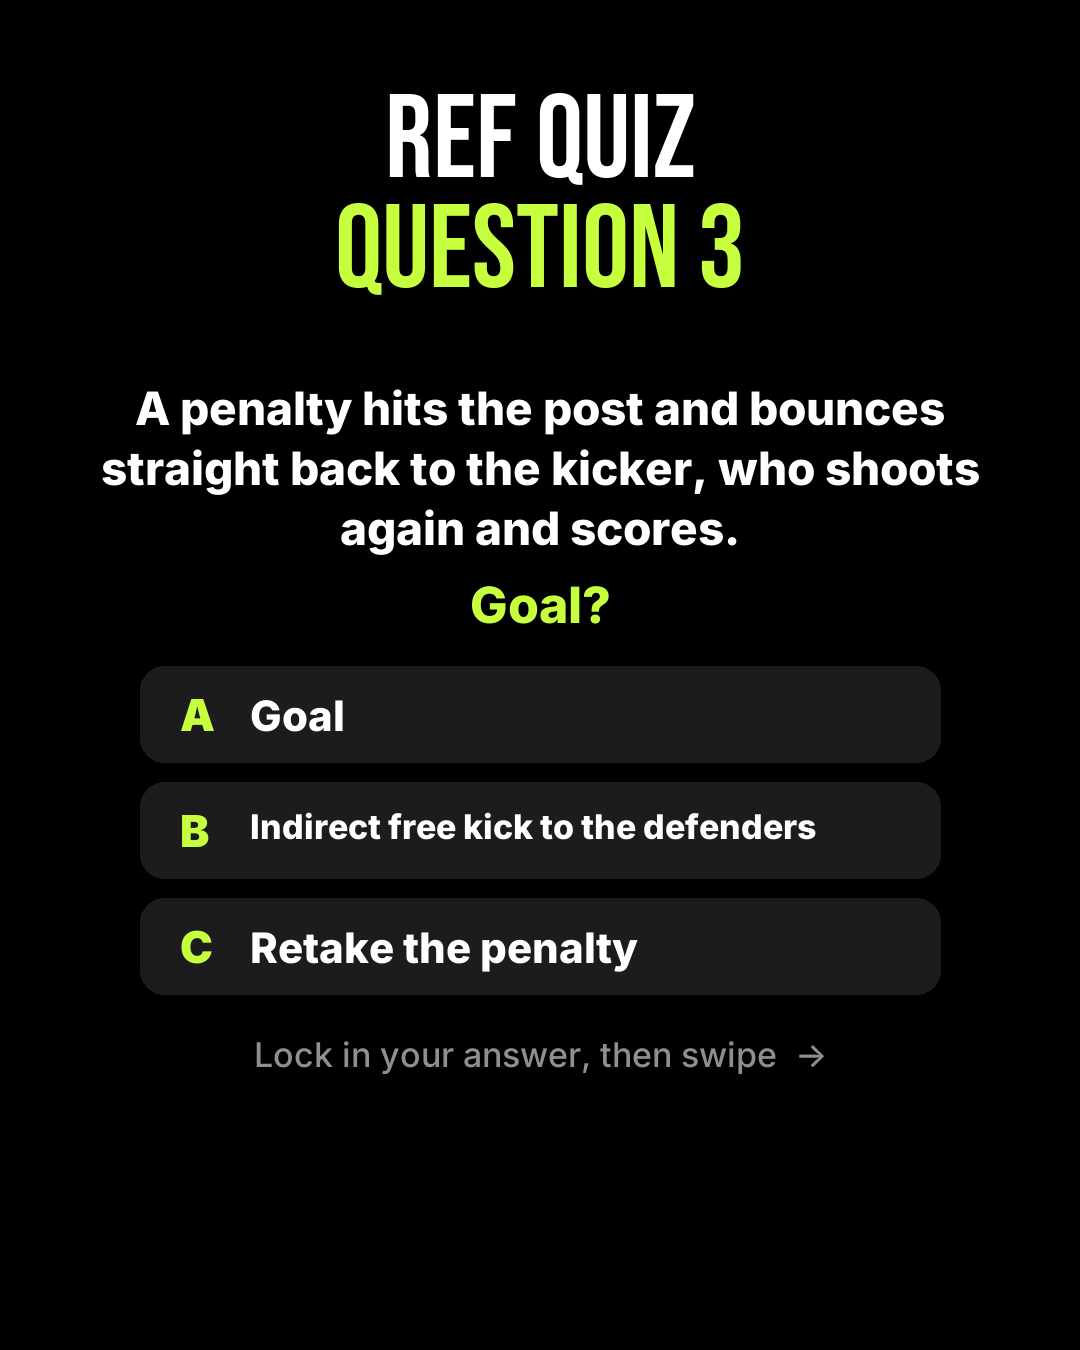 REF QUIZ
QUESTION 3
A penalty hits the post and bounces
straight back to the kicker, who shoots
again and scores.
Goal?
A Goal
B Indirect free kick to the defenders
C Retake the penalty
Lock in your answer, then swipe →